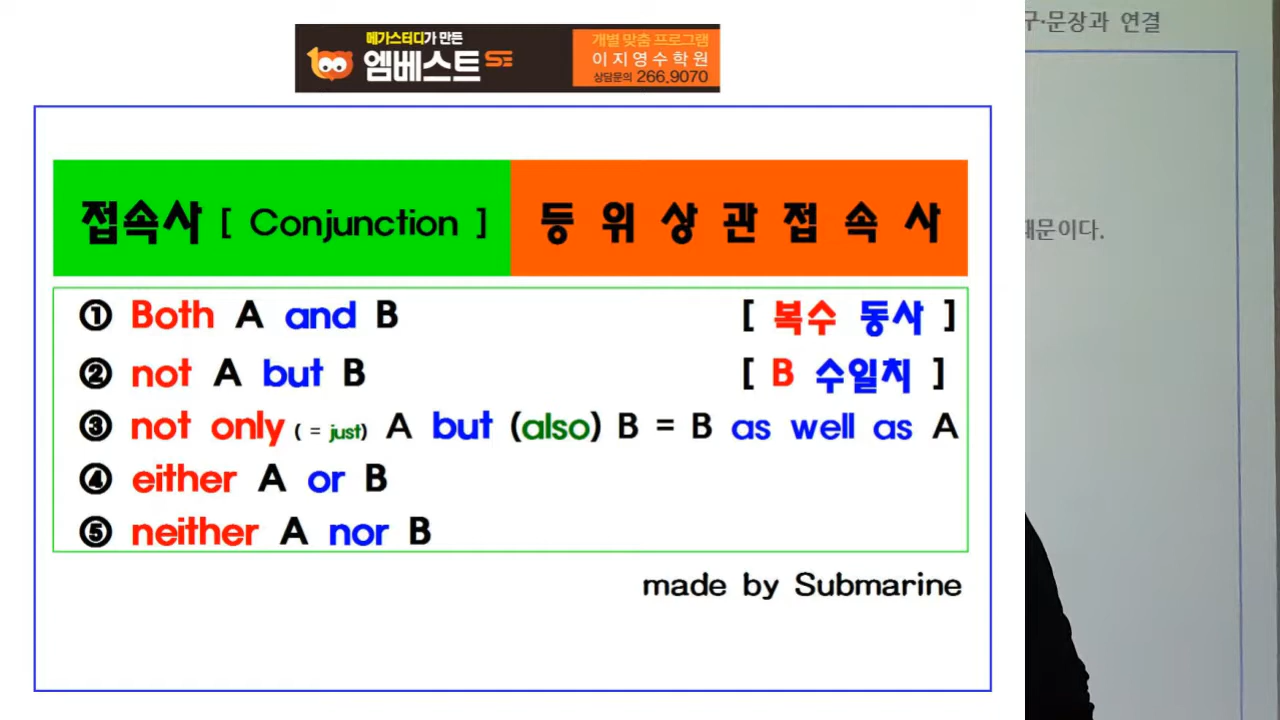 메가스터디가 만든
엠베스트 SE
개별 맞춤 프로그램
이 지 영 수 학 원
상담문의 266.9070
접속사 [ Conjunction ]
등 위 상 관 접 속 사
① Both A and B [ 복수 동사 ]
② not A but B [ B 수일치 ]
③ not only ( = just) A but (also) B = B as well as A
④ either A or B
⑤ neither A nor B
made by Submarine
구·문장과 연결
때문이다.